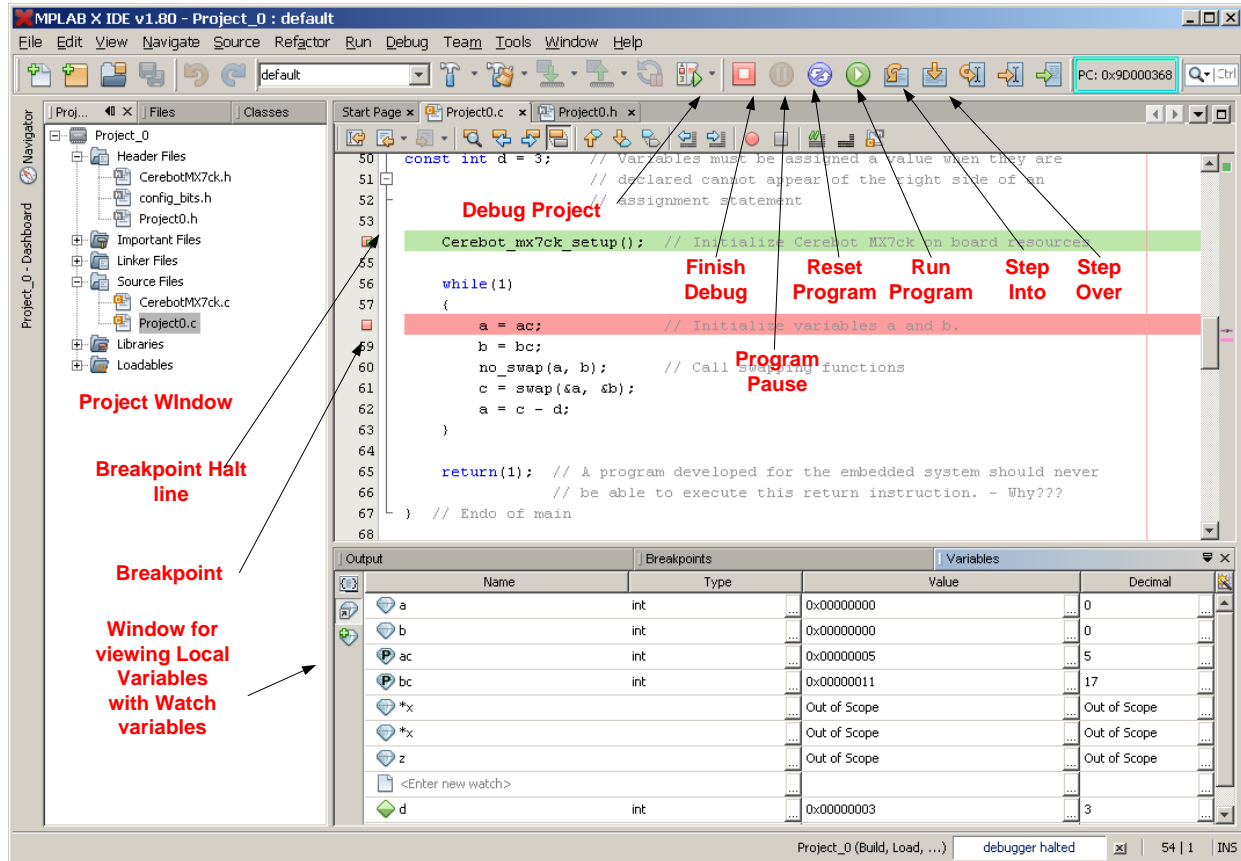 MPLAB X IDE v1.80 - Project_0 : default
File Edit View Navigate Source Refactor Run Debug Team Tools Window Help
default
PC: 0x9D000368
Ctrl
Proj...
Files
Classes
Start Page
Project0.c
Project0.h
Navigator
Project_0 - Dashboard
Project_0
Header Files
CerebotMX7ck.h
config_bits.h
Project0.h
Important Files
Linker Files
Source Files
CerebotMX7ck.c
Project0.c
Libraries
Loadables
50 const int d = 3; // Variables must be assigned a value when they are
51 // declared cannot appear of the right side of an
52 // assignment statement
53
Cerebot_mx7ck_setup(); // Initialize Cerebot MX7ck on board resources
55
56 while(1)
57 {
a = ac; // Initialize variables a and b.
59 b = bc;
60 no_swap(a, b); // Call swapping functions
61 c = swap(&a, &b);
62 a = c - d;
63 }
64
65 return(1); // A program developed for the embedded system should never
66 // be able to execute this return instruction. - Why???
67 } // Endo of main
68
Debug Project
Finish
Debug
Reset
Program
Run
Program
Step
Into
Step
Over
Program
Pause
Project WIndow
Breakpoint Halt
line
Breakpoint
Window for
viewing Local
Variables
with Watch
variables
Output
Breakpoints
Variables
Name Type Value Decimal
a int ... 0x00000000 ... 0 ...
b int ... 0x00000000 ... 0 ...
P ac int ... 0x00000005 ... 5 ...
P bc int ... 0x00000011 ... 17 ...
*x ... Out of Scope ... Out of Scope ...
*x ... Out of Scope ... Out of Scope ...
z ... Out of Scope ... Out of Scope ...
<Enter new watch> ... ... ...
d int ... 0x00000003 ... 3 ...
Project_0 (Build, Load, ...) debugger halted 54 | 1 INS